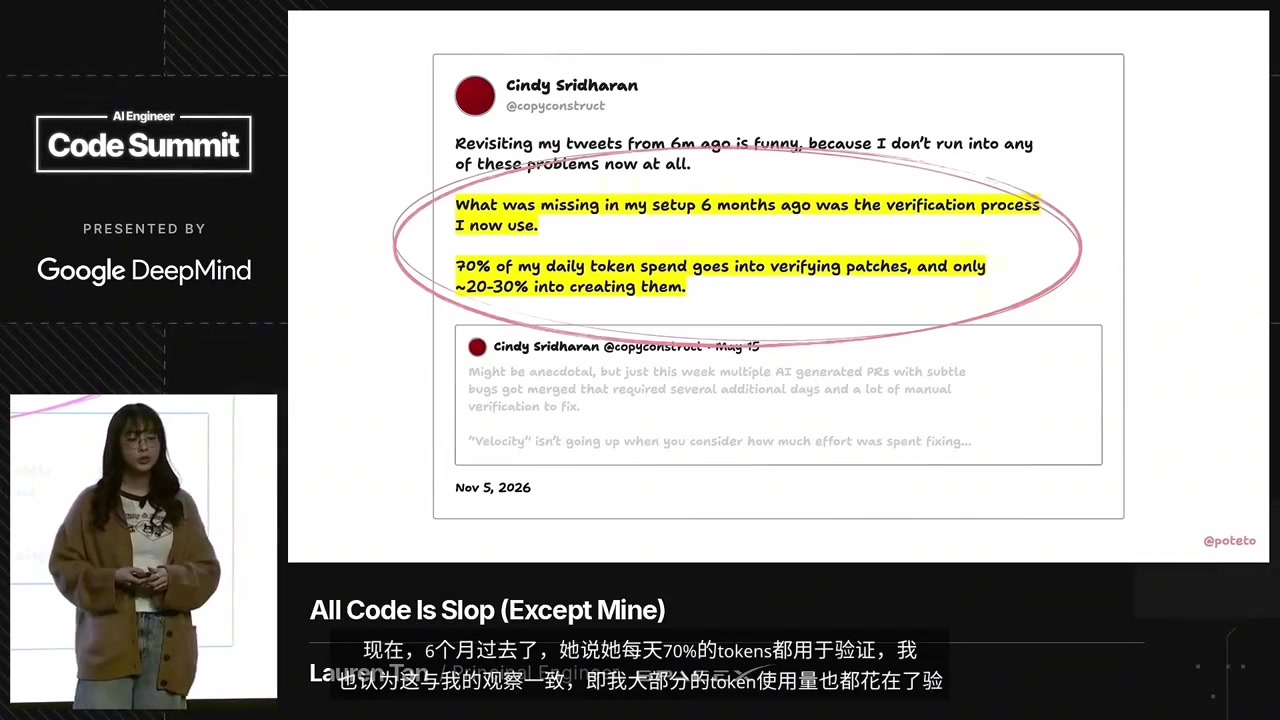 AI Engineer
Code Summit
PRESENTED BY
Google DeepMind
Cindy Sridharan
@copyconstruct
Revisiting my tweets from 6m ago is funny, because I don't run into any
of these problems now at all.
What was missing in my setup 6 months ago was the verification process
I now use.
70% of my daily token spend goes into verifying patches, and only
~20-30% into creating them.
Cindy Sridharan @copyconstruct · May 15
Might be anecdotal, but just this week multiple AI generated PRs with subtle
bugs got merged that required several additional days and a lot of manual
verification to fix.
"Velocity" isn't going up when you consider how much effort was spent fixing...
Nov 5, 2026
@poteto
All Code Is Slop (Except Mine)
Lauren Tan / Principal Engineer
现在，6个月过去了，她说她每天70%的tokens都用于验证，我
也认为这与我的观察一致，即我大部分的token使用量也都花在了验